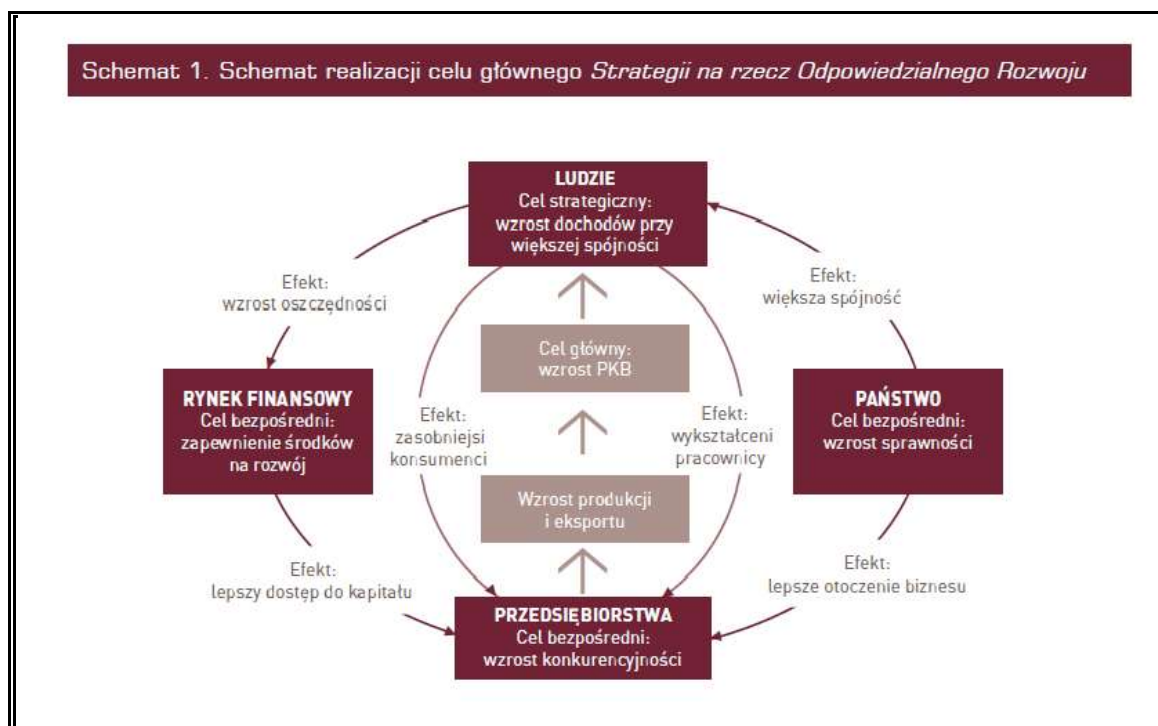 Schemat 1. Schemat realizacji celu głównego Strategii na rzecz Odpowiedzialnego Rozwoju
LUDZIE
Cel strategiczny:
wzrost dochodów przy
większej spójności
Efekt:
wzrost oszczędności
Efekt:
większa spójność
Cel główny:
wzrost PKB
RYNEK FINANSOWY
Cel bezpośredni:
zapewnienie środków
na rozwój
Efekt:
zasobniejsi
konsumenci
Efekt:
wykształceni
pracownicy
PAŃSTWO
Cel bezpośredni:
wzrost sprawności
Wzrost produkcji
i eksportu
Efekt:
lepszy dostęp do kapitału
Efekt:
lepsze otoczenie biznesu
PRZEDSIĘBIORSTWA
Cel bezpośredni:
wzrost konkurencyjności